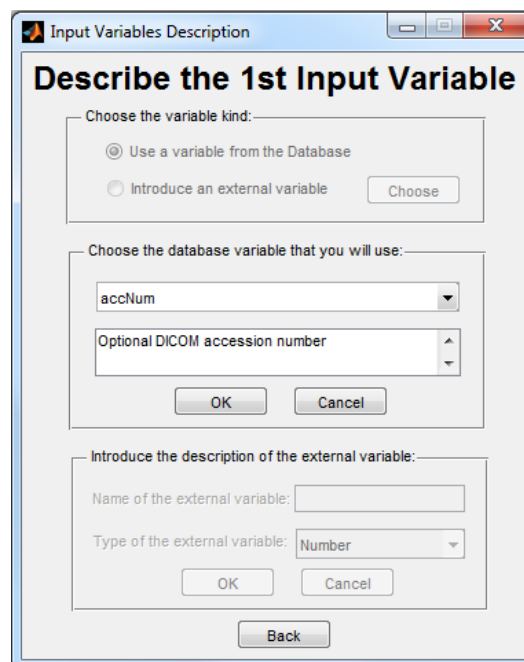 Input Variables Description
Describe the 1st Input Variable
Choose the variable kind:
Use a variable from the Database
Introduce an external variable
Choose
Choose the database variable that you will use:
accNum
Optional DICOM accession number
OK Cancel
Introduce the description of the external variable:
Name of the external variable:
Type of the external variable: Number
OK Cancel
Back